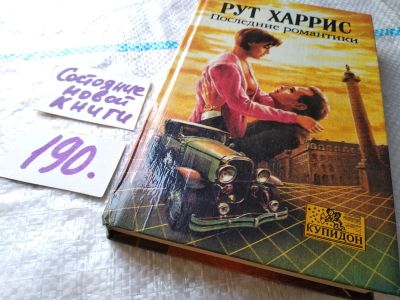 РУТ ХАРРИС
Последние романтики
Состояние
новой
книги
190.
КУПИДОН